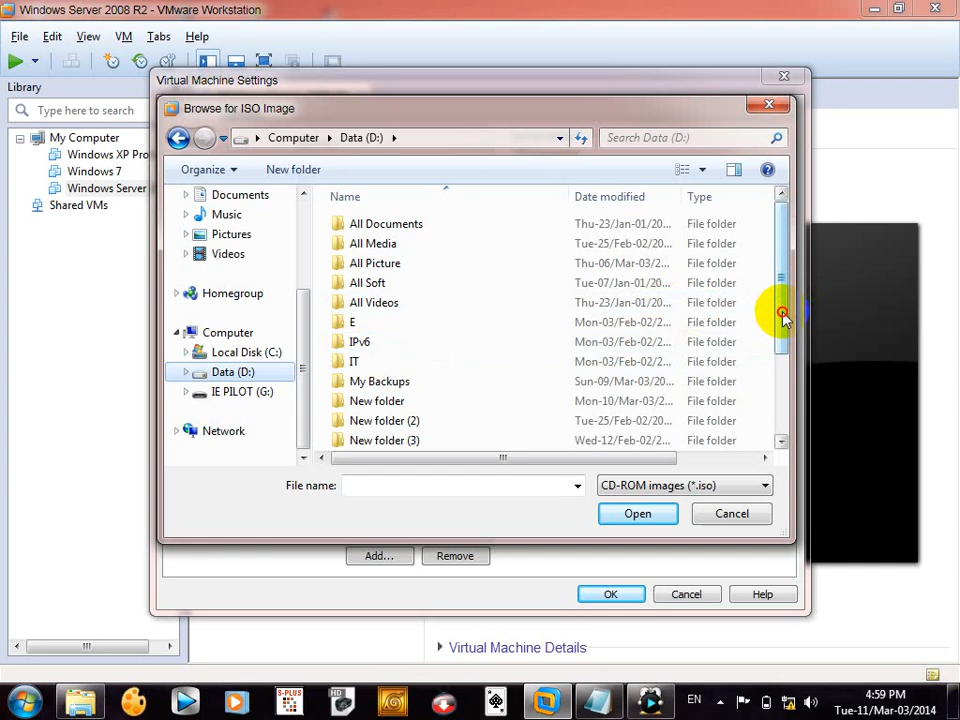 Windows Server 2008 R2 - VMware Workstation
File Edit View VM Tabs Help
Library
Type here to search
My Computer
Windows XP Pro
Windows 7
Windows Server
Shared VMs
Virtual Machine Settings
Browse for ISO Image
Computer Data (D:)
Search Data (D:)
Organize New folder
Documents
Music
Pictures
Videos
Homegroup
Computer
Local Disk (C:)
Data (D:)
IE PILOT (G:)
Network
Name Date modified Type
All Documents Thu-23/Jan-01/20... File folder
All Media Tue-25/Feb-02/20... File folder
All Picture Thu-06/Mar-03/2... File folder
All Soft Tue-07/Jan-01/20... File folder
All Videos Thu-23/Jan-01/20... File folder
E Mon-03/Feb-02/2... File folder
IPv6 Mon-03/Feb-02/2... File folder
IT Mon-03/Feb-02/2... File folder
My Backups Sun-09/Mar-03/2... File folder
New folder Mon-10/Mar-03/2... File folder
New folder (2) Tue-25/Feb-02/20... File folder
New folder (3) Wed-12/Feb-02/2... File folder
File name: CD-ROM images (*.iso)
Open Cancel
Add... Remove
OK Cancel Help
Virtual Machine Details
S-PLUS
HD
EN
4:59 PM
Tue-11/Mar-03/2014